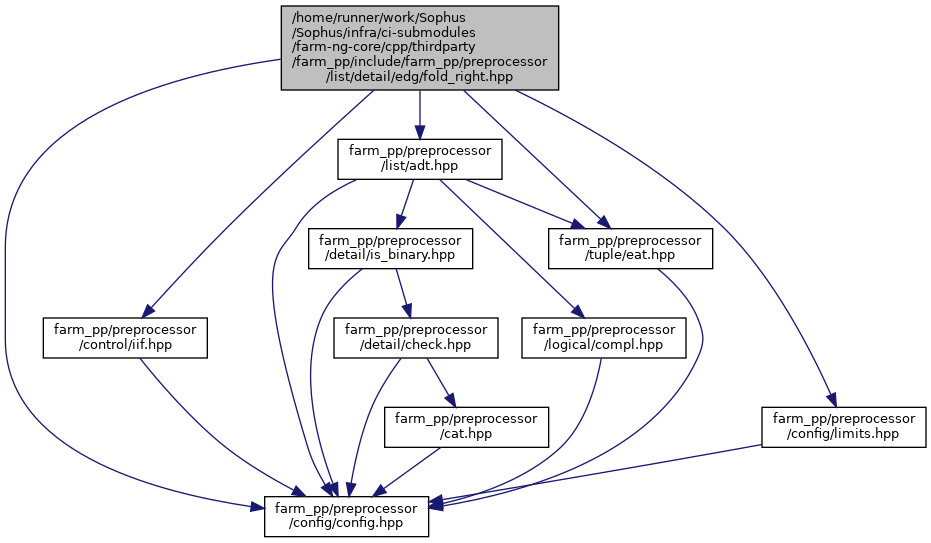 /home/runner/work/Sophus
/Sophus/infra/ci-submodules
/farm-ng-core/cpp/thirdparty
/farm_pp/include/farm_pp/preprocessor
/list/detail/edg/fold_right.hpp
farm_pp/preprocessor
/list/adt.hpp
farm_pp/preprocessor
/detail/is_binary.hpp
farm_pp/preprocessor
/tuple/eat.hpp
farm_pp/preprocessor
/control/iif.hpp
farm_pp/preprocessor
/detail/check.hpp
farm_pp/preprocessor
/logical/compl.hpp
farm_pp/preprocessor
/cat.hpp
farm_pp/preprocessor
/config/limits.hpp
farm_pp/preprocessor
/config/config.hpp